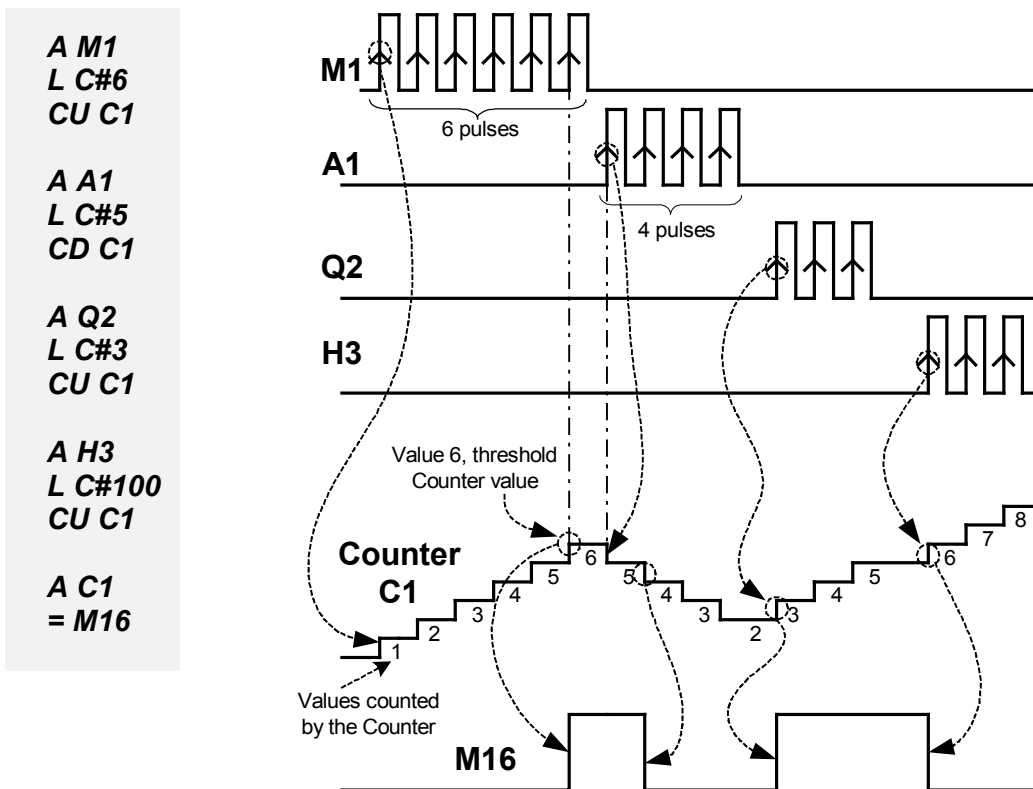 A M1
L C#6
CU C1
A A1
L C#5
CD C1
A Q2
L C#3
CU C1
A H3
L C#100
CU C1
A C1
= M16
M1
6 pulses
A1
4 pulses
Q2
H3
Value 6, threshold
Counter value
Counter
C1
1
2
3
4
5
6
5
4
3
2
3
4
5
6
7
8
Values counted
by the Counter
M16